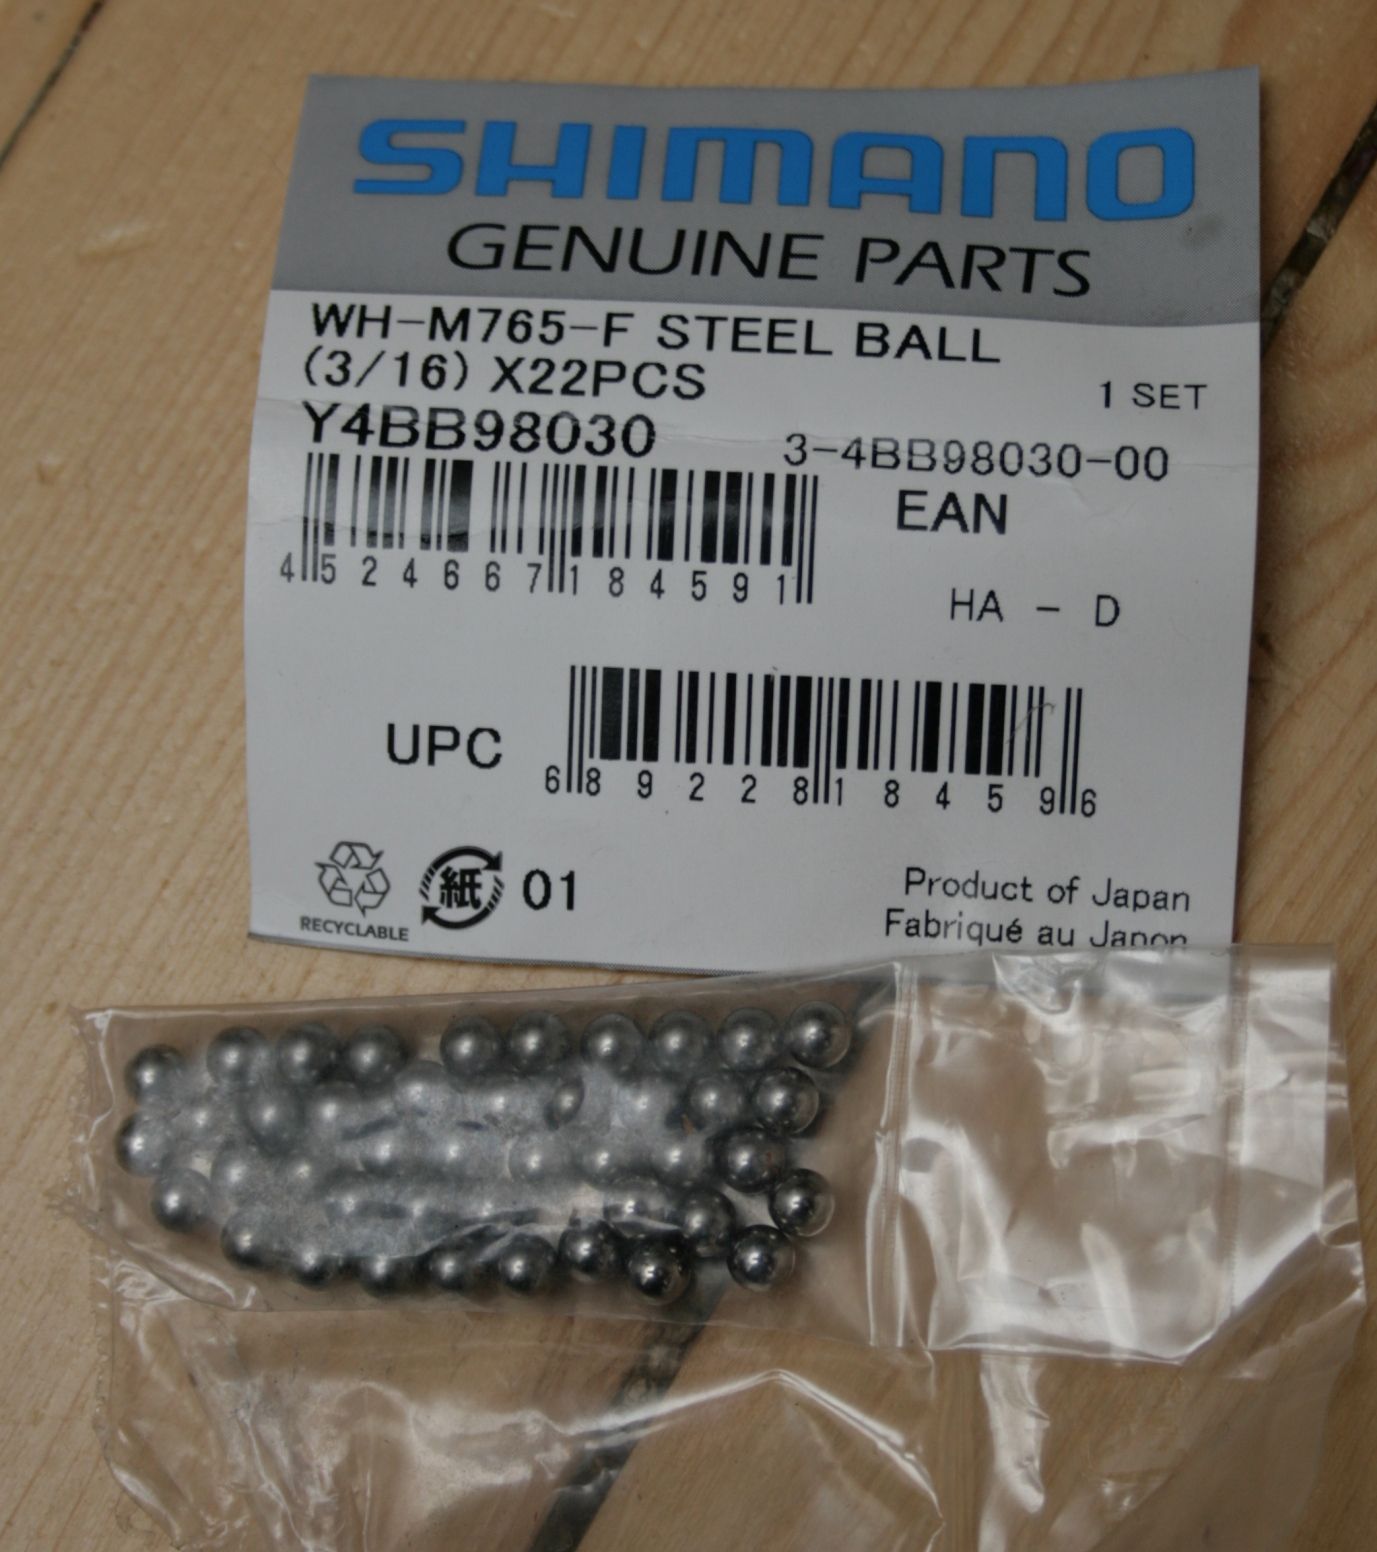 SHIMANO
GENUINE PARTS
WH-M765-F STEEL BALL
(3/16) X22PCS
1 SET
Y4BB98030
3-4BB98030-00
EAN
4 524667 184591
HA - D
UPC
6 89228 18459 6
RECYCLABLE
紙
01
Product of Japan
Fabriqué au Japon